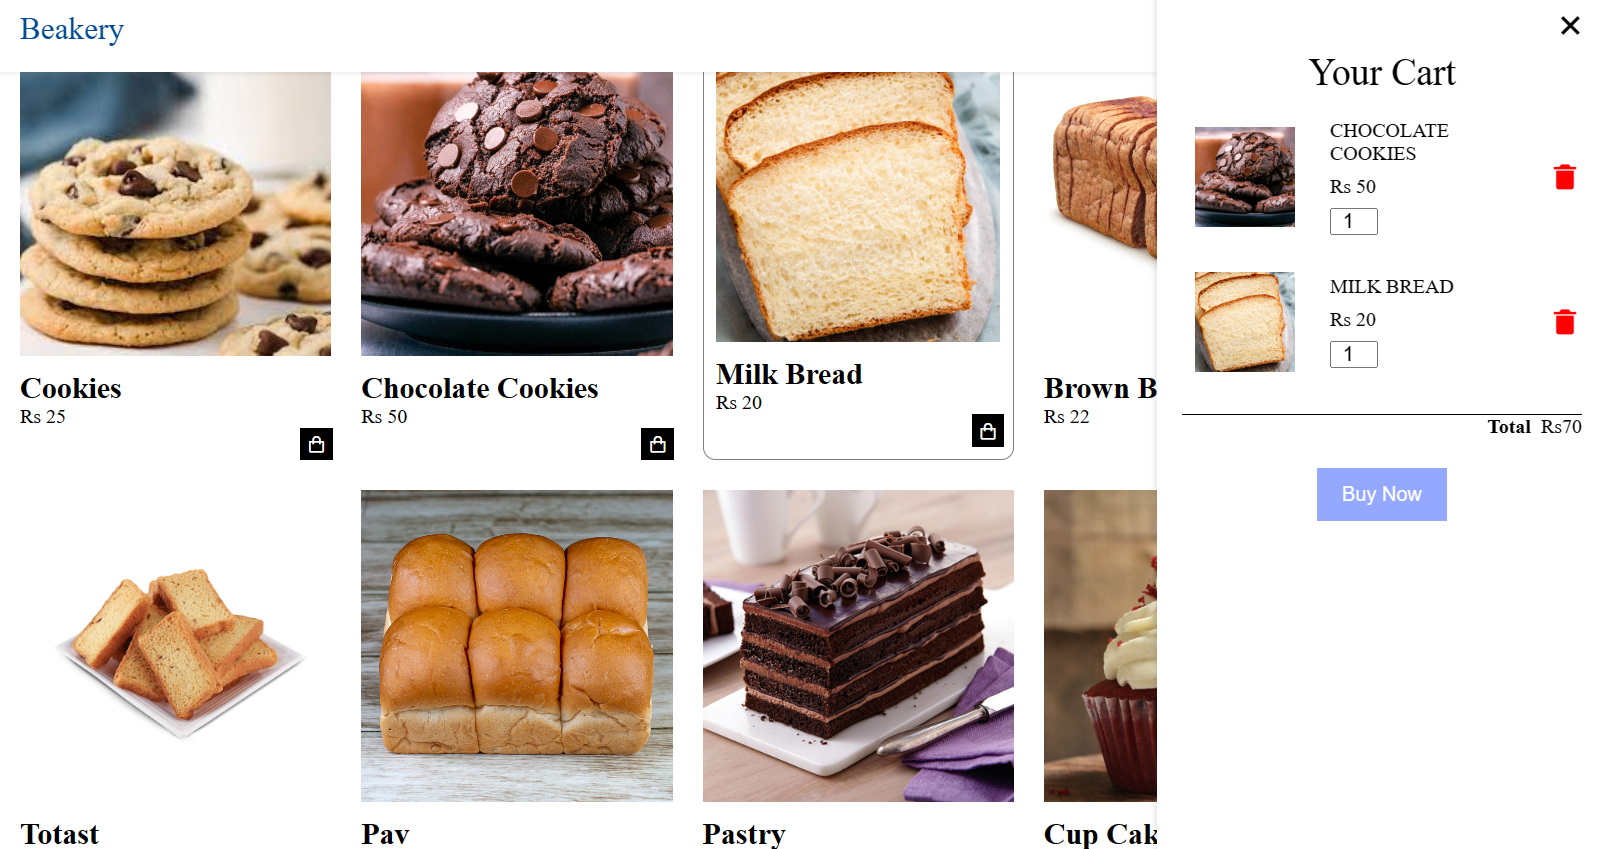 Beakery
Cookies
Rs 25
Chocolate Cookies
Rs 50
Milk Bread
Rs 20
Brown B
Rs 22
Totast
Pav
Pastry
Cup Cak
Your Cart
CHOCOLATE
COOKIES
Rs 50
1
MILK BREAD
Rs 20
1
Total Rs70
Buy Now